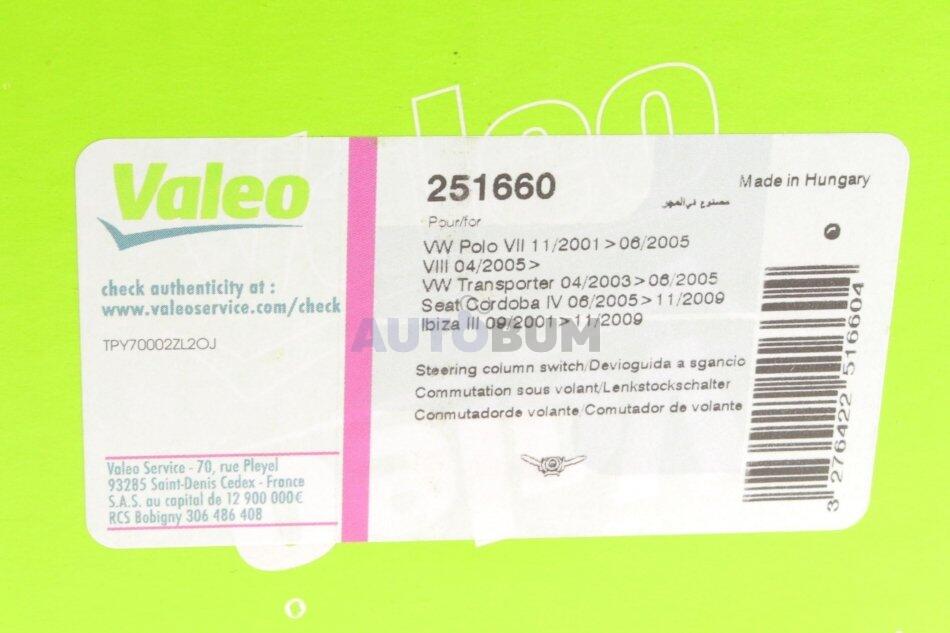 Valeo
check authenticity at :
www.valeoservice.com/check
TPY70002ZL2OJ
Valeo Service - 70, rue Pleyel
93285 Saint-Denis Cedex - France
S.A.S. au capital de 12 900 000€
RCS Bobigny 306 486 408
251660
Made in Hungary
مصنوع في المجر
Pour/for
VW Polo VII 11/2001>06/2005
VIII 04/2005>
VW Transporter 04/2003>06/2005
Seat Cordoba IV 06/2005>11/2009
Ibiza III 09/2001>11/2009
AUTOBUM
Steering column switch/Devioguida a sgancio
Commutation sous volant/Lenkstockschalter
Conmutadorde volante/Comutador de volante
3 276422 516604